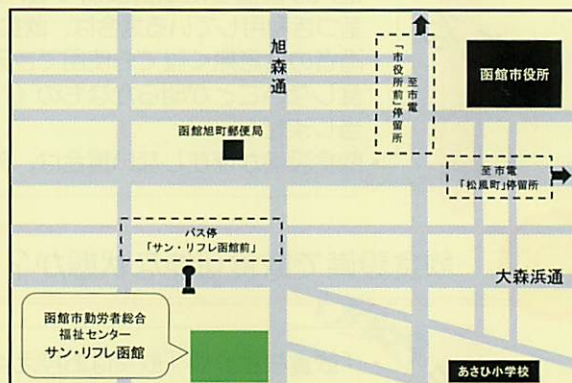 旭森通
至市電
「市役所前」停留所
函館市役所
函館旭町郵便局
至市電
「松風町」停留所
バス停
「サン・リフレ函館前」
大森浜通
函館市勤労者総合
福祉センター
サン・リフレ函館
あさひ小学校